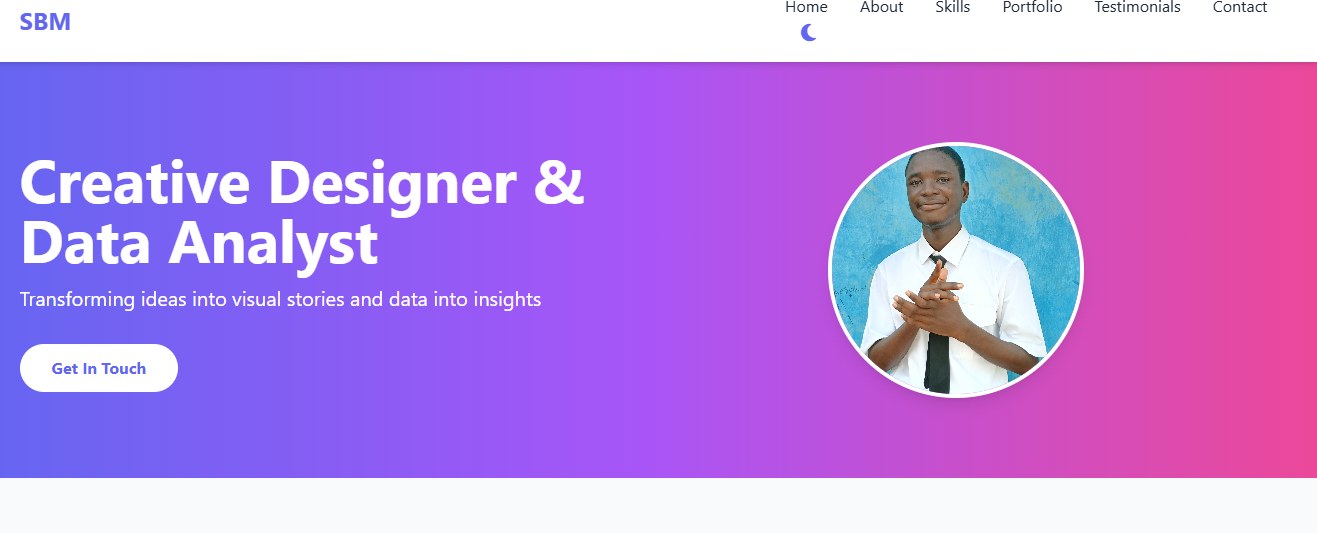 SBM
Home About Skills Portfolio Testimonials Contact
Creative Designer &
Data Analyst
Transforming ideas into visual stories and data into insights
Get In Touch